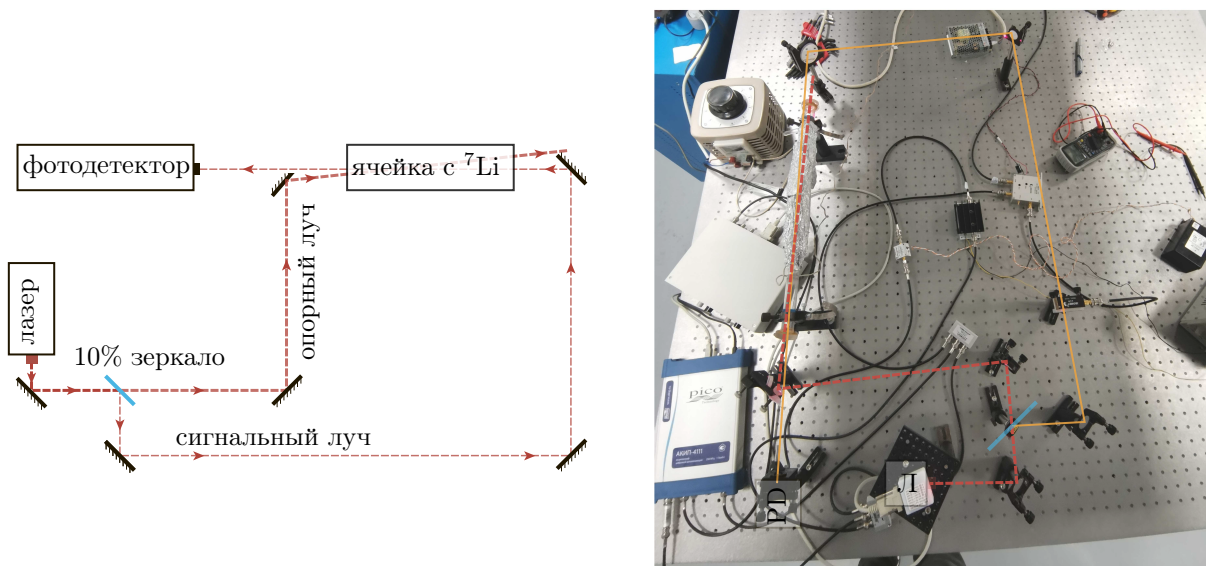 фотодетектор
ячейка с ⁷Li
лазер
10% зеркало
опорный луч
сигнальный луч
pico
АКИП-4111
Л
PD